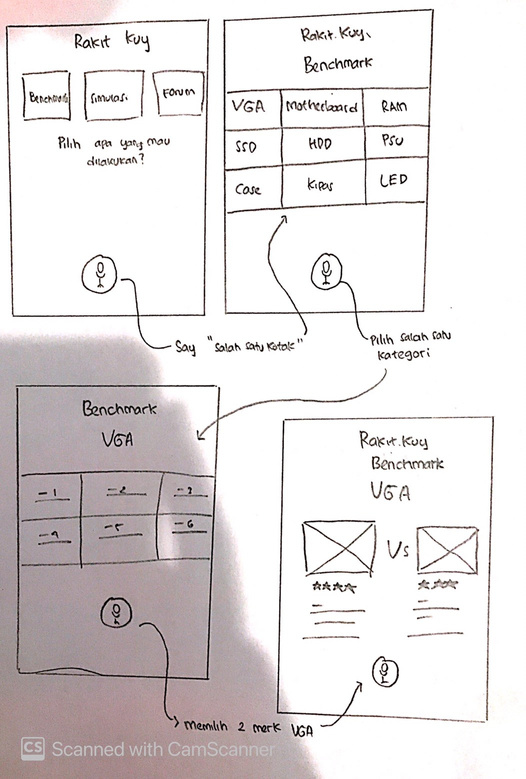 Rakit Kuy
Benchmark
Simulasi
Forum
Pilih apa yang mau
dilakukan?
Say "Salah satu kotak"
Rakit.Kuy.
Benchmark
VGA Motherboard RAM
SSD HDD PSU
Case Kipas LED
Pilih salah satu
kategori
Benchmark
VGA
-1 -2 -3
-4 -5 -6
memilih 2 merk VGA
Rakit.Kuy
Benchmark
VGA
Vs
CS Scanned with CamScanner